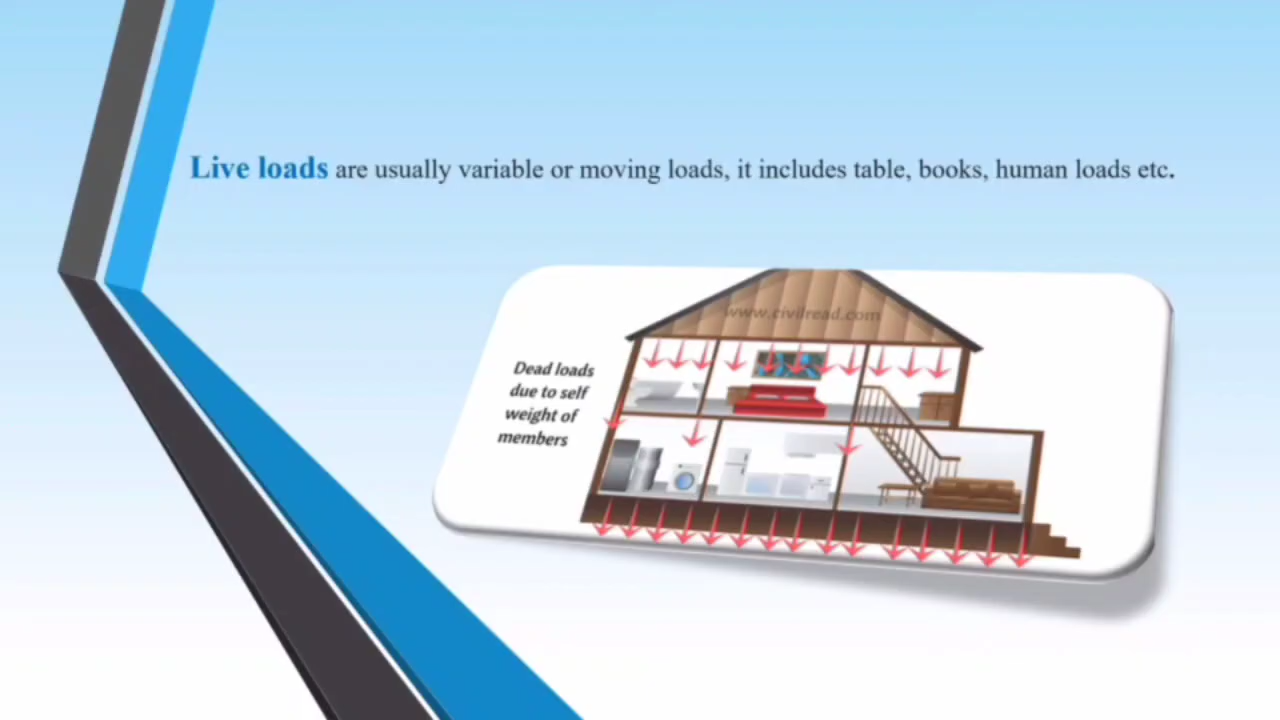 Live loads are usually variable or moving loads, it includes table, books, human loads etc.
www.civilread.com
Dead loads
due to self
weight of
members